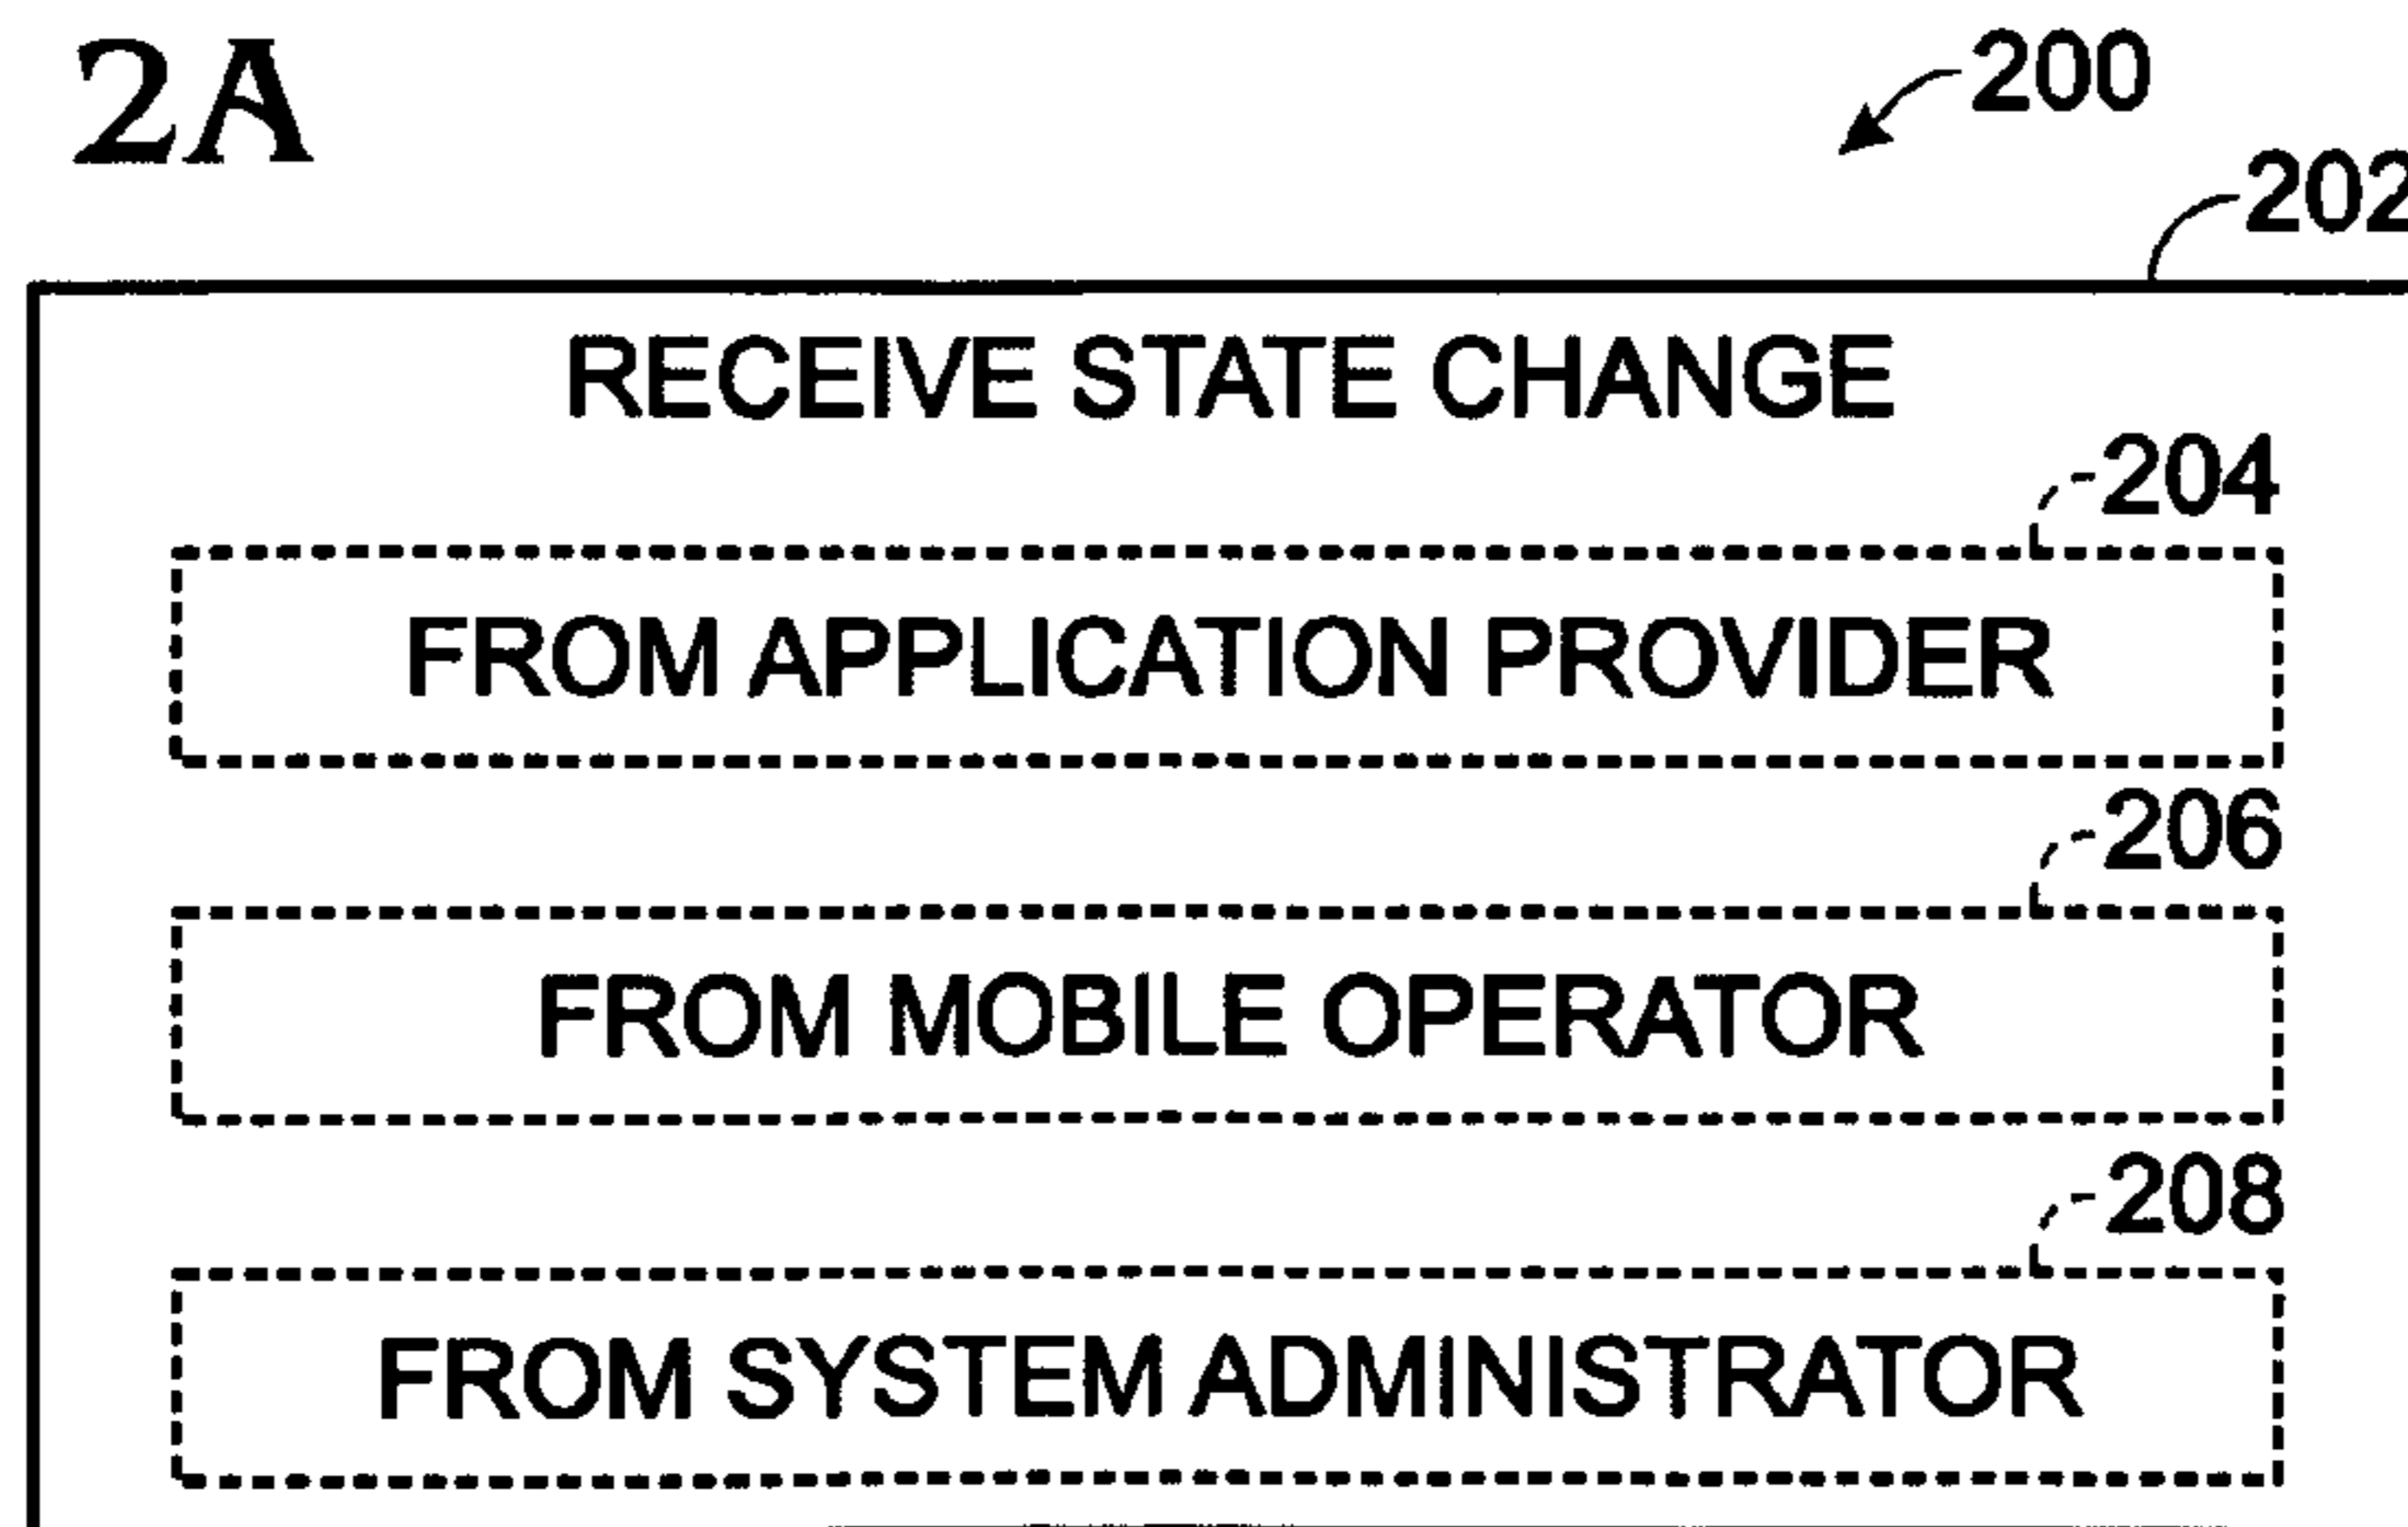 2A
200
202
RECEIVE STATE CHANGE
204
FROM APPLICATION PROVIDER
206
FROM MOBILE OPERATOR
208
FROM SYSTEM ADMINISTRATOR